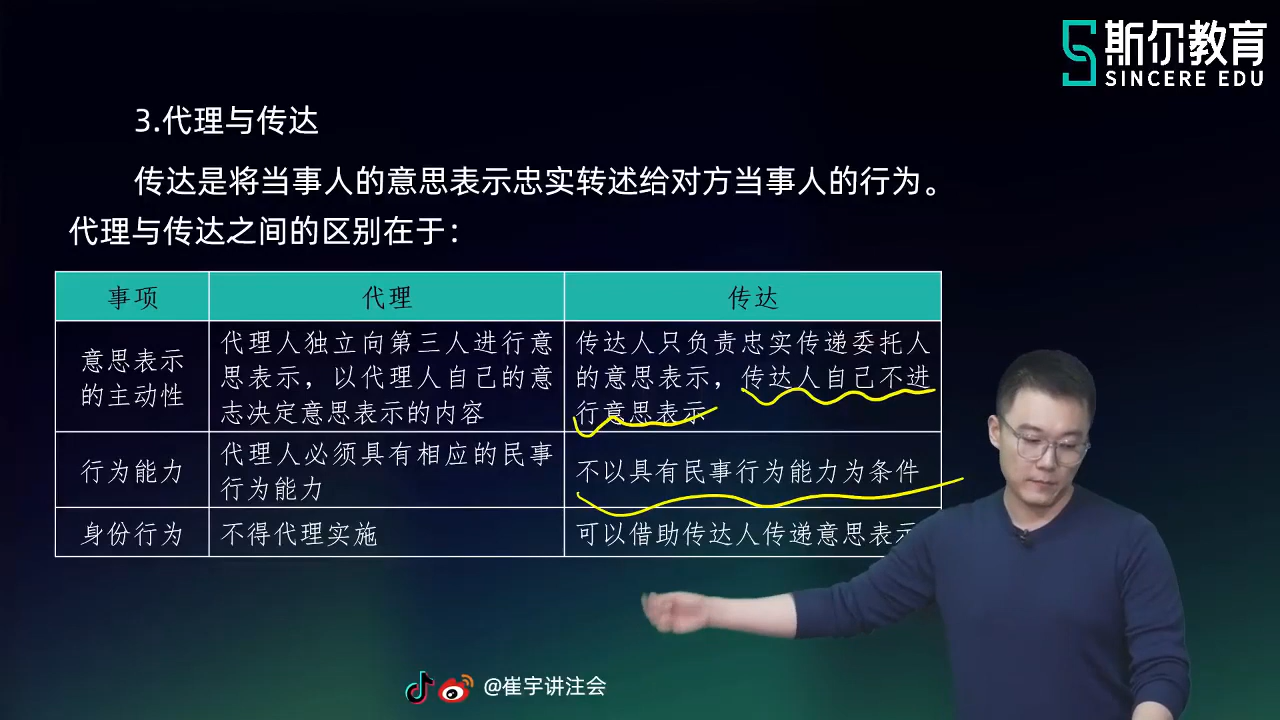 斯尔教育
SINCERE EDU
3.代理与传达
传达是将当事人的意思表示忠实转述给对方当事人的行为。
代理与传达之间的区别在于：
事项
代理
传达
意思表示
的主动性
代理人独立向第三人进行意
思表示，以代理人自己的意
志决定意思表示的内容
传达人只负责忠实传递委托人
的意思表示，传达人自己不进
行意思表示
行为能力
代理人必须具有相应的民事
行为能力
不以具有民事行为能力为条件
身份行为
不得代理实施
可以借助传达人传递意思表示
@崔宇讲注会